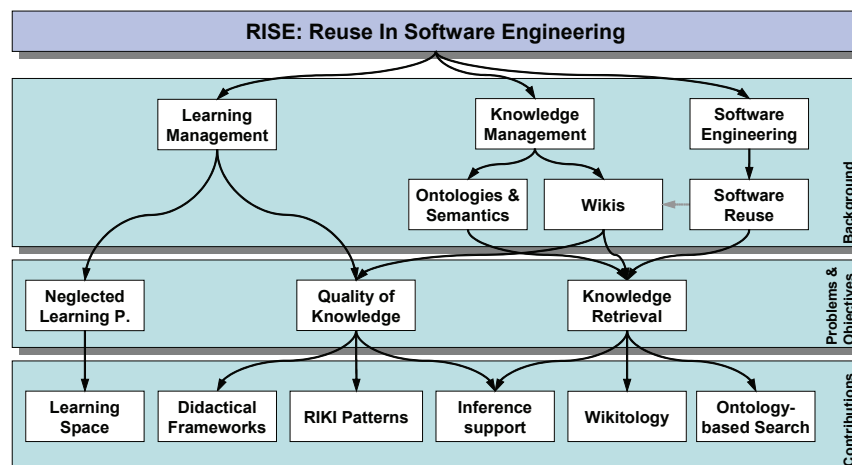 RISE: Reuse In Software Engineering
Learning
Management
Knowledge
Management
Software
Engineering
Ontologies &
Semantics
Wikis
Software
Reuse
Background
Neglected
Learning P.
Quality of
Knowledge
Knowledge
Retrieval
Problems &
Objectives
Learning
Space
Didactical
Frameworks
RIKI Patterns
Inference
support
Wikitology
Ontology-
based Search
Contributions